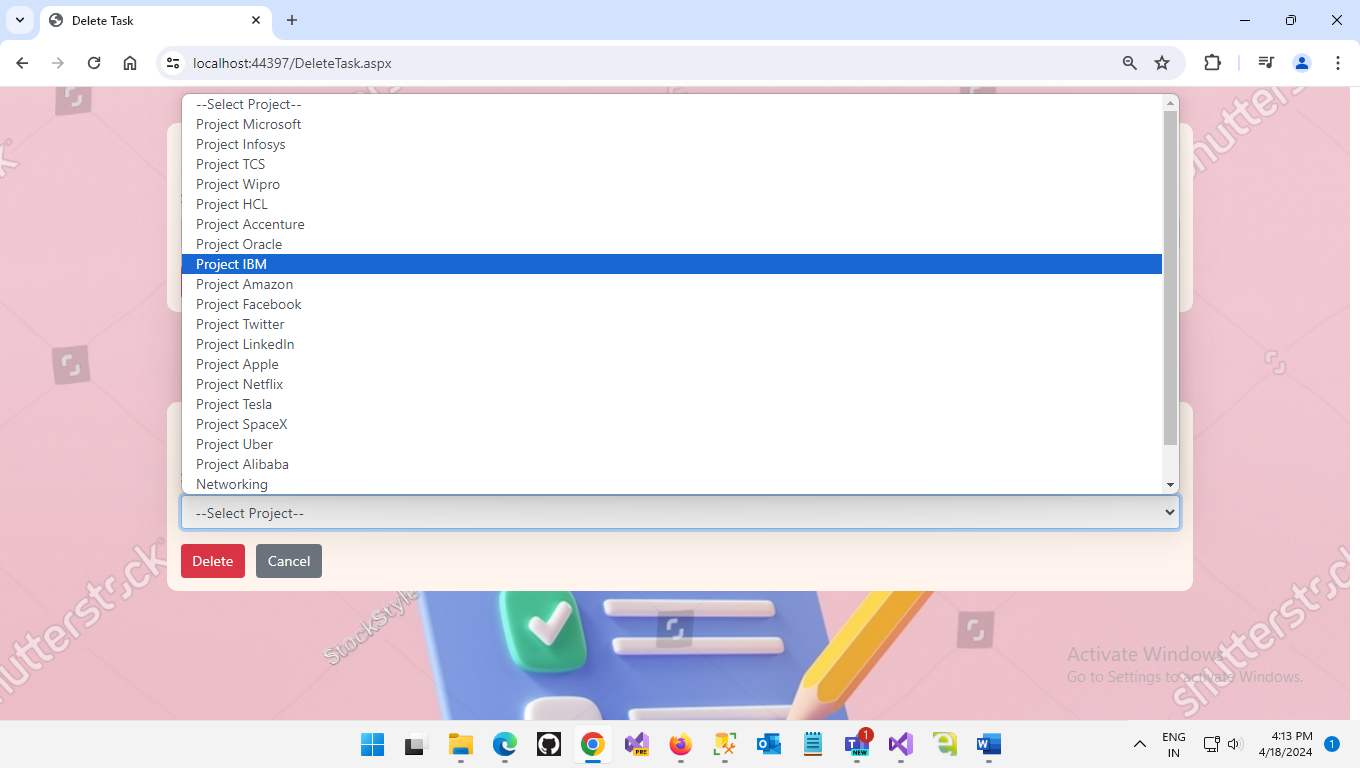 Delete Task
localhost:44397/DeleteTask.aspx
--Select Project--
Project Microsoft
Project Infosys
Project TCS
Project Wipro
Project HCL
Project Accenture
Project Oracle
Project IBM
Project Amazon
Project Facebook
Project Twitter
Project LinkedIn
Project Apple
Project Netflix
Project Tesla
Project SpaceX
Project Uber
Project Alibaba
Networking
--Select Project--
Delete
Cancel
shutterstock
StockStyle
Activate Windows
Go to Settings to activate Windows.
PRE
1
NEW
ENG
IN
4:13 PM
4/18/2024
1